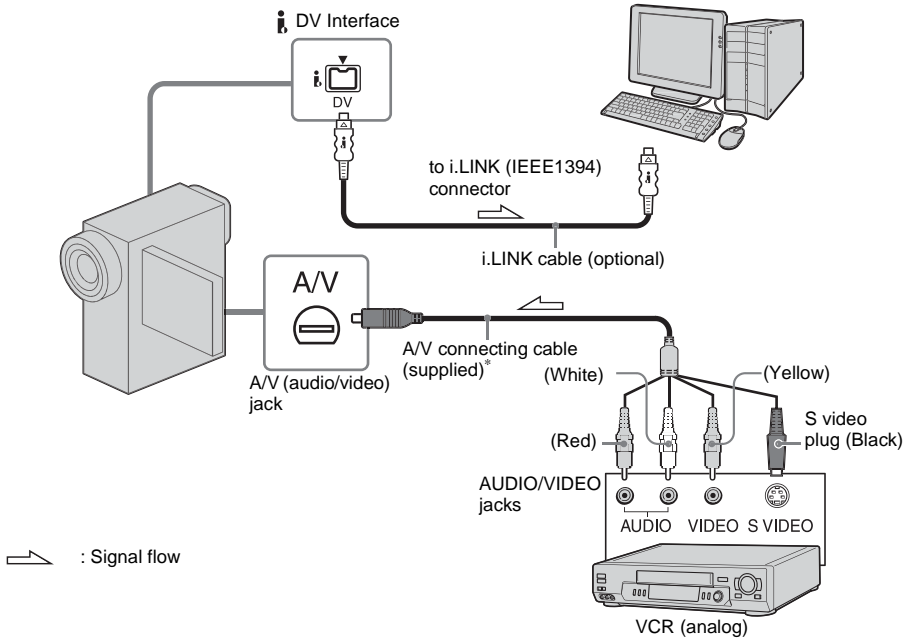 i DV Interface
i
DV
to i.LINK (IEEE1394)
connector
i.LINK cable (optional)
A/V
A/V (audio/video)
jack
A/V connecting cable
(supplied)*
(White)
(Yellow)
(Red)
S video
plug (Black)
AUDIO/VIDEO
jacks
AUDIO VIDEO S VIDEO
: Signal flow
VCR (analog)